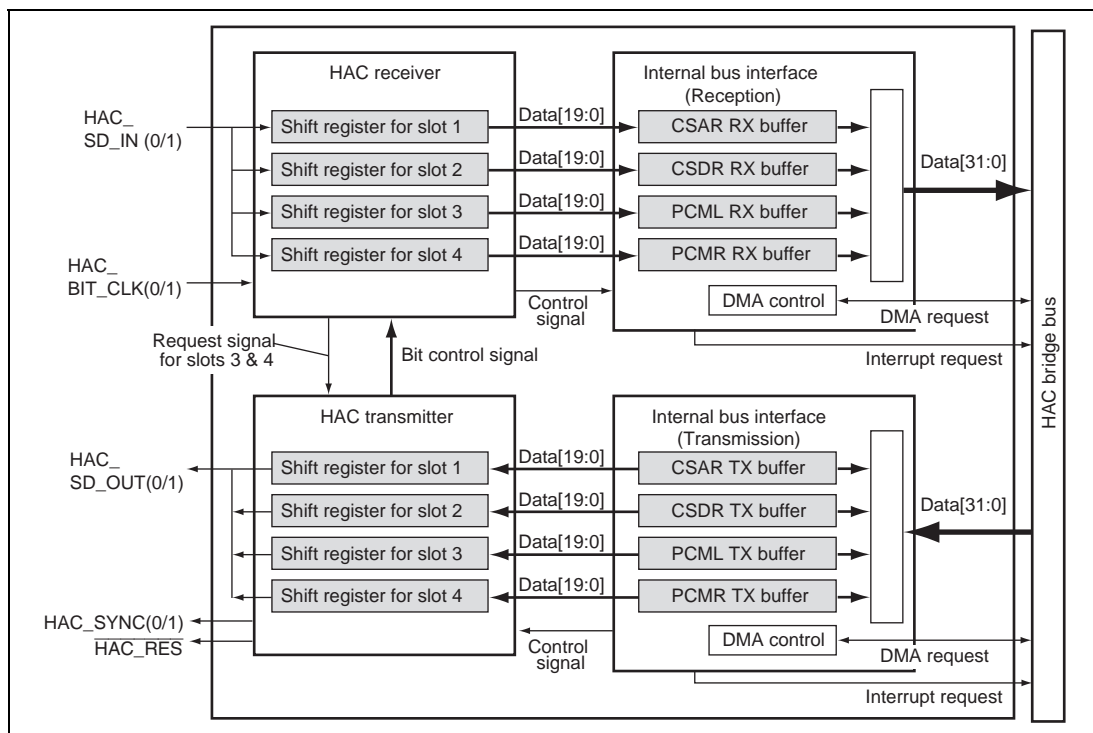 HAC receiver
Internal bus interface
(Reception)
HAC_
SD_IN (0/1)
Shift register for slot 1
Data[19:0]
CSAR RX buffer
Shift register for slot 2
Data[19:0]
CSDR RX buffer
Shift register for slot 3
Data[19:0]
PCML RX buffer
Shift register for slot 4
Data[19:0]
PCMR RX buffer
Data[31:0]
HAC_
BIT_CLK(0/1)
Control
signal
DMA control
DMA request
Interrupt request
Request signal
for slots 3 & 4
Bit control signal
HAC bridge bus
HAC transmitter
Internal bus interface
(Transmission)
HAC_
SD_OUT(0/1)
Shift register for slot 1
Data[19:0]
CSAR TX buffer
Shift register for slot 2
Data[19:0]
CSDR TX buffer
Shift register for slot 3
Data[19:0]
PCML TX buffer
Shift register for slot 4
Data[19:0]
PCMR TX buffer
Data[31:0]
HAC_SYNC(0/1)
HAC_RES
Control
signal
DMA control
DMA request
Interrupt request